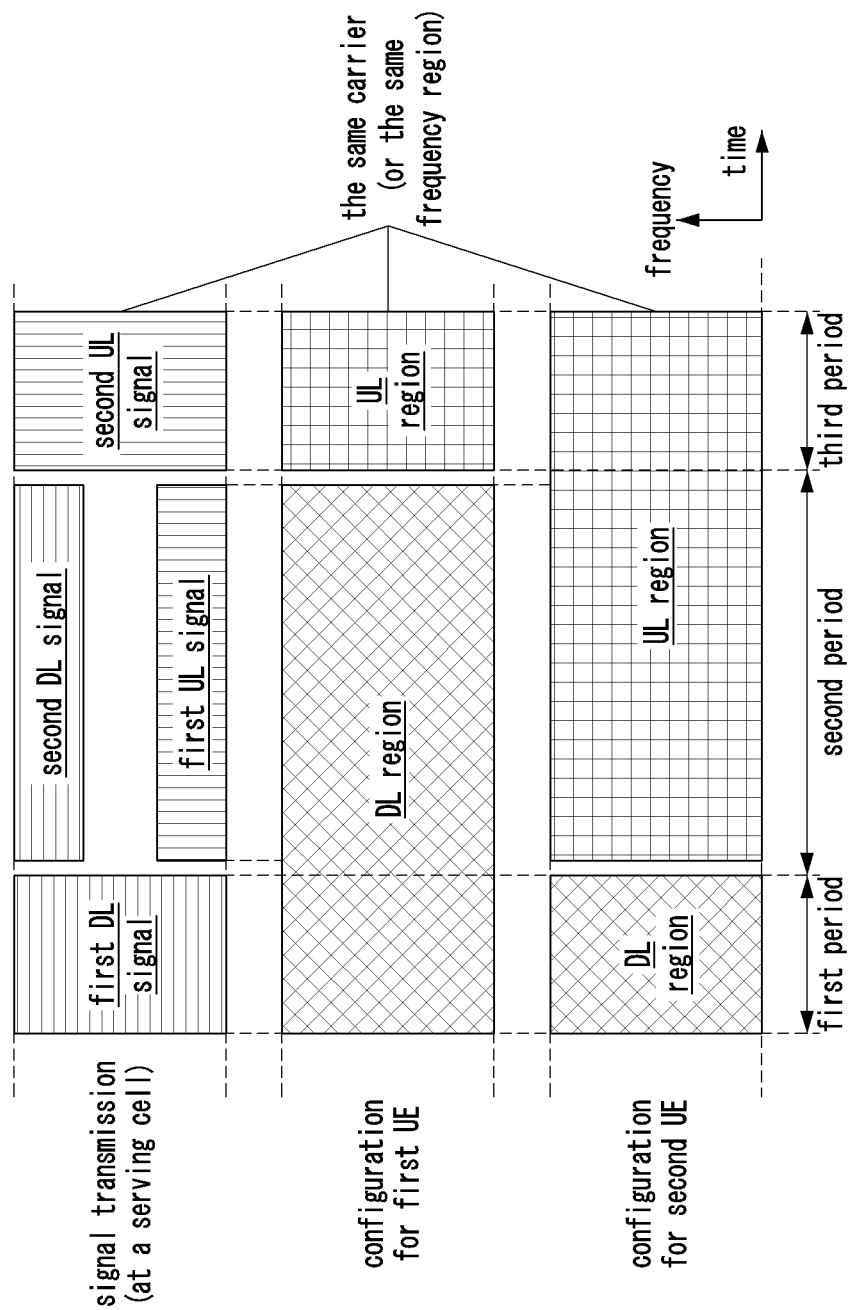 signal transmission
(at a serving cell)
first DL
signal
second DL signal
first UL signal
second UL
signal
the same carrier
(or the same
frequency region)
configuration
for first UE
DL region
UL
region
configuration
for second UE
DL
region
UL region
frequency
time
first period
second period
third period